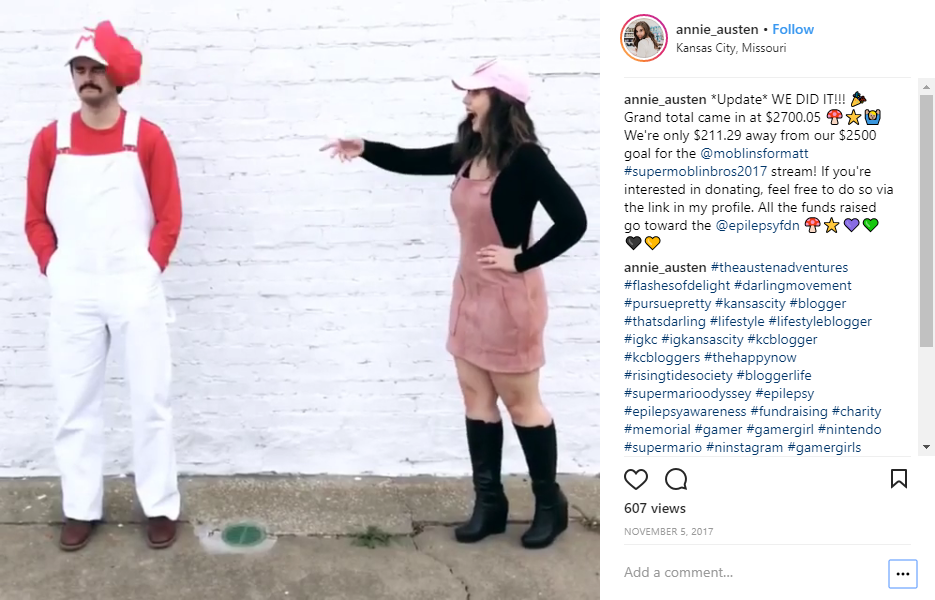 M
annie_austen • Follow
Kansas City, Missouri
annie_austen *Update* WE DID IT!!! 🎉
Grand total came in at $2700.05 🍄⭐🙌
We're only $211.29 away from our $2500
goal for the @moblinsformatt
#supermoblinbros2017 stream! If you're
interested in donating, feel free to do so via
the link in my profile. All the funds raised
go toward the @epilepsyfdn 🍄⭐💜💚
🖤💛
annie_austen #theaustenadventures
#flashesofdelight #darlingmovement
#pursuepretty #kansascity #blogger
#thatsdarling #lifestyle #lifestyleblogger
#igkc #igkansascity #kcblogger
#kcbloggers #thehappynow
#risingtidesociety #bloggerlife
#supermarioodyssey #epilepsy
#epilepsyawareness #fundraising #charity
#memorial #gamer #gamergirl #nintendo
#supermario #ninstagram #gamergirls
607 views
NOVEMBER 5, 2017
Add a comment...